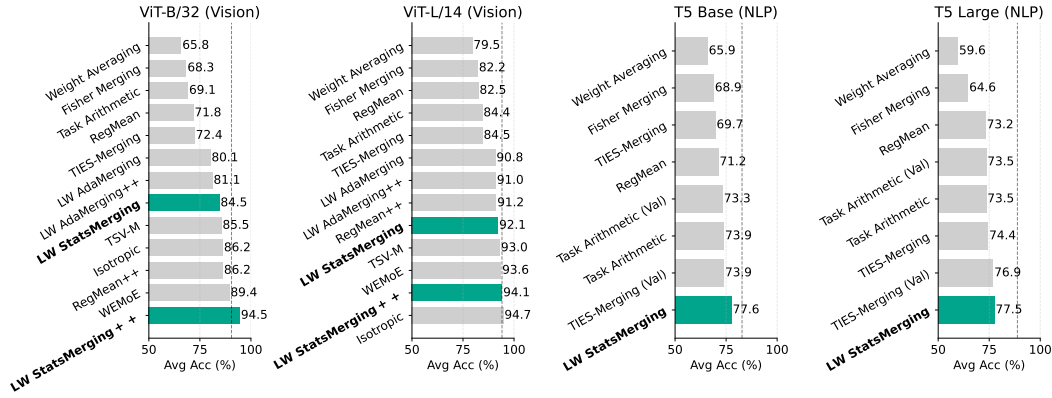 ViT-B/32 (Vision)
Weight Averaging 65.8
Fisher Merging 68.3
Task Arithmetic 69.1
RegMean 71.8
TIES-Merging 72.4
LW AdaMerging 80.1
LW AdaMerging++ 81.1
LW StatsMerging 84.5
TSV-M 85.5
Isotropic 86.2
RegMean++ 86.2
WEMoE 89.4
LW StatsMerging + + 94.5
50 75 100
Avg Acc (%)
ViT-L/14 (Vision)
Weight Averaging 79.5
Fisher Merging 82.2
RegMean 82.5
Task Arithmetic 84.4
TIES-Merging 84.5
LW AdaMerging 90.8
LW AdaMerging++ 91.0
RegMean++ 91.2
LW StatsMerging 92.1
TSV-M 93.0
WEMoE 93.6
LW StatsMerging + + 94.1
Isotropic 94.7
50 75 100
Avg Acc (%)
T5 Base (NLP)
Weight Averaging 65.9
Fisher Merging 68.9
TIES-Merging 69.7
RegMean 71.2
Task Arithmetic (Val) 73.3
Task Arithmetic 73.9
TIES-Merging (Val) 73.9
LW StatsMerging 77.6
50 75 100
Avg Acc (%)
T5 Large (NLP)
Weight Averaging 59.6
Fisher Merging 64.6
RegMean 73.2
Task Arithmetic (Val) 73.5
Task Arithmetic 73.5
TIES-Merging 74.4
TIES-Merging (Val) 76.9
LW StatsMerging 77.5
50 75 100
Avg Acc (%)